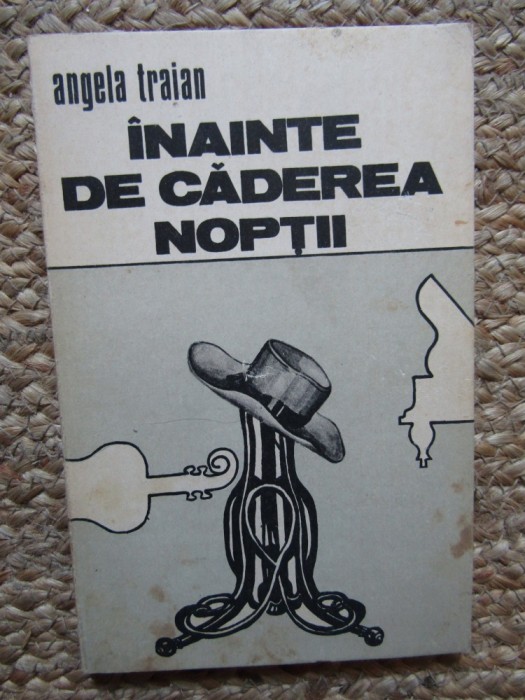 angela traian
ÎNAINTE
DE CĂDEREA
NOPȚII